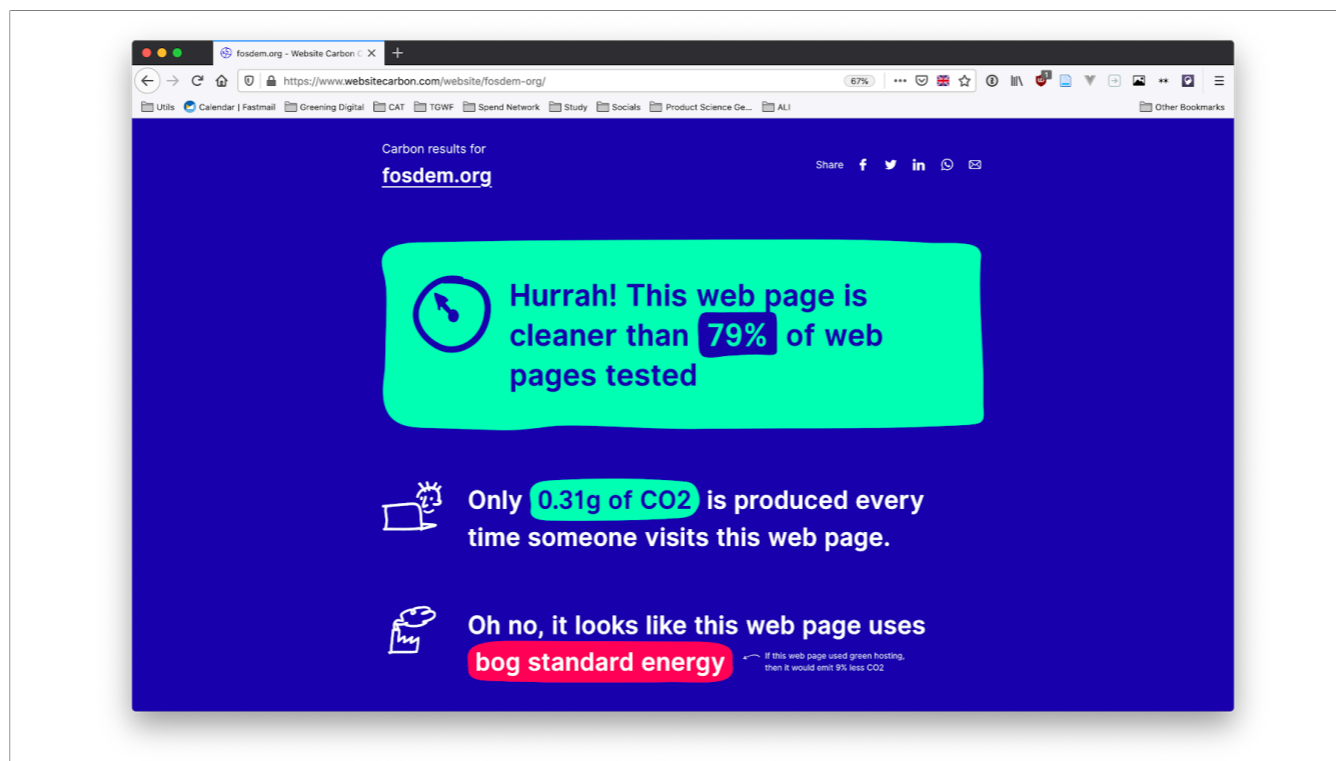 fosdem.org - Website Carbon C
https://www.websitecarbon.com/website/fosdem-org/
67%
1
Utils Calendar | Fastmail Greening Digital CAT TGWF Spend Network Study Socials Product Science Ge... ALI Other Bookmarks
Carbon results for
fosdem.org
Share
Hurrah! This web page is
cleaner than 79% of web
pages tested
Only 0.31g of CO2 is produced every
time someone visits this web page.
Oh no, it looks like this web page uses
bog standard energy
If this web page used green hosting,
then it would emit 9% less CO2